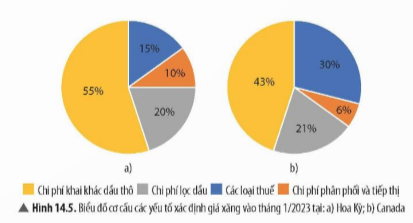 15%
10%
55%
20%
a)
30%
43%
6%
21%
b)
Chi phí khai khác dầu thô Chi phí lọc dầu Các loại thuế Chi phí phân phối và tiếp thị
▲ Hình 14.5. Biểu đồ cơ cấu các yếu tố xác định giá xăng vào tháng 1/2023 tại: a) Hoa Kỳ; b) Canada